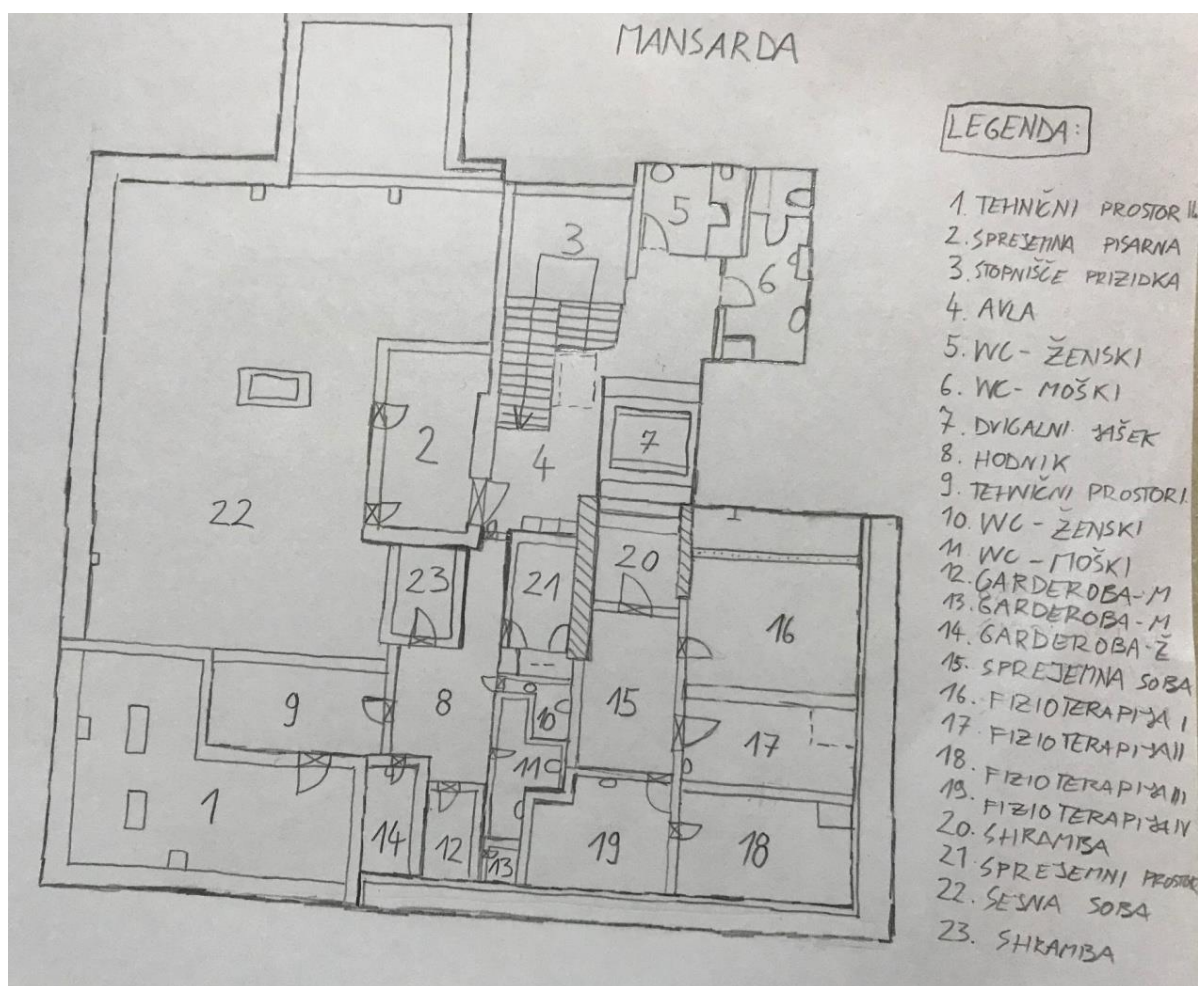 MANSARDA
LEGENDA:
1. TEHNIČNI PROSTOR II
2. SPREJEMNA PISARNA
3. STOPNIŠČE PRIZIDKA
4. AVLA
5. WC - ŽENSKI
6. WC - MOŠKI
7. DVIGALNI JAŠEK
8. HODNIK
9. TEHNIČNI PROSTOR I.
10. WC - ŽENSKI
11. WC - MOŠKI
12. GARDEROBA - M
13. GARDEROBA - M
14. GARDEROBA - Ž
15. SPREJEMNA SOBA
16. FIZIOTERAPIJA I
17. FIZIOTERAPIJA II
18. FIZIOTERAPIJA III
19. FIZIOTERAPIJA IV
20. SHRAMBA
21. SPREJEMNI PROSTOR
22. SEJNA SOBA
23. SHRAMBA
5
3
6
2
4
7
22
23
21
20
16
9
8
10
15
17
11
1
14
12
13
19
18